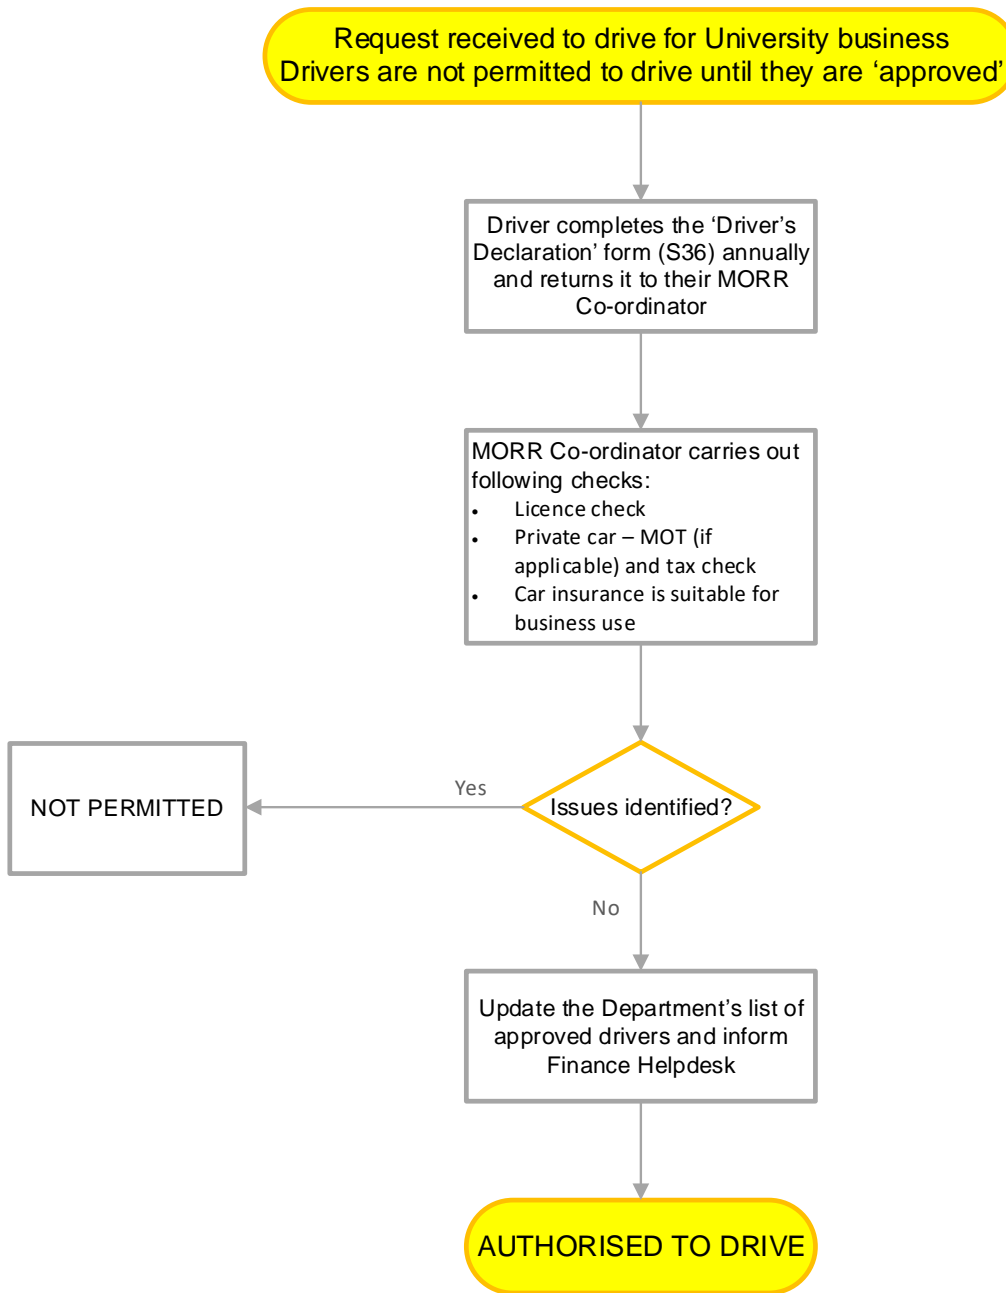 Request received to drive for University business
Drivers are not permitted to drive until they are ‘approved’
Driver completes the ‘Driver’s
Declaration’ form (S36) annually
and returns it to their MORR
Co-ordinator
MORR Co-ordinator carries out
following checks:
• Licence check
• Private car – MOT (if
applicable) and tax check
• Car insurance is suitable for
business use
Issues identified?
Yes
NOT PERMITTED
No
Update the Department’s list of
approved drivers and inform
Finance Helpdesk
AUTHORISED TO DRIVE